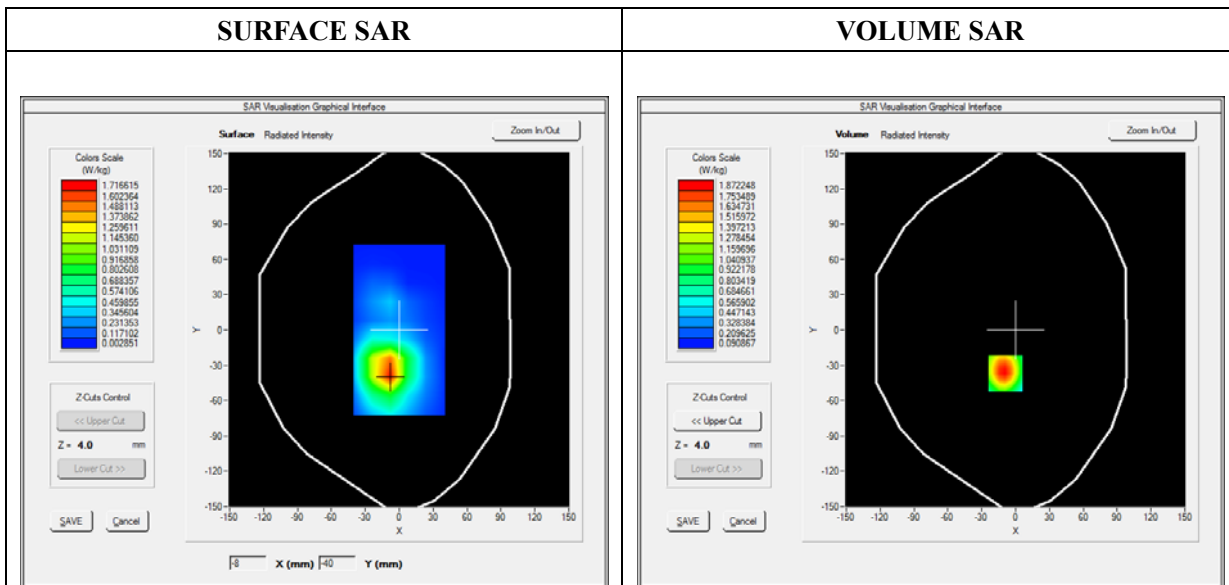 SURFACE SAR
VOLUME SAR
SAR Visualisation Graphical Interface
Surface Radiated Intensity
Zoom In/Out
Colors Scale
(W/kg)
1.716615
1.602364
1.488113
1.373862
1.259611
1.145360
1.031109
0.916858
0.802608
0.688357
0.574106
0.459855
0.345604
0.231353
0.117102
0.002851
150
120
90
60
30
0
-30
-60
-90
-120
-150
Y
-150 -120 -90 -60 -30 0 30 60 90 120 150
X
Z-Cuts Control
<< Upper Cut
Z = 4.0 mm
Lower Cut >>
SAVE Cancel
-8 X (mm) -40 Y (mm)
SAR Visualisation Graphical Interface
Volume Radiated Intensity
Zoom In/Out
Colors Scale
(W/kg)
1.872248
1.753489
1.634731
1.515972
1.397213
1.278454
1.159696
1.040937
0.922178
0.803419
0.684661
0.565902
0.447143
0.328384
0.209625
0.090867
150
120
90
60
30
0
-30
-60
-90
-120
-150
Y
-150 -120 -90 -60 -30 0 30 60 90 120 150
X
Z-Cuts Control
<< Upper Cut
Z = 4.0 mm
Lower Cut >>
SAVE Cancel